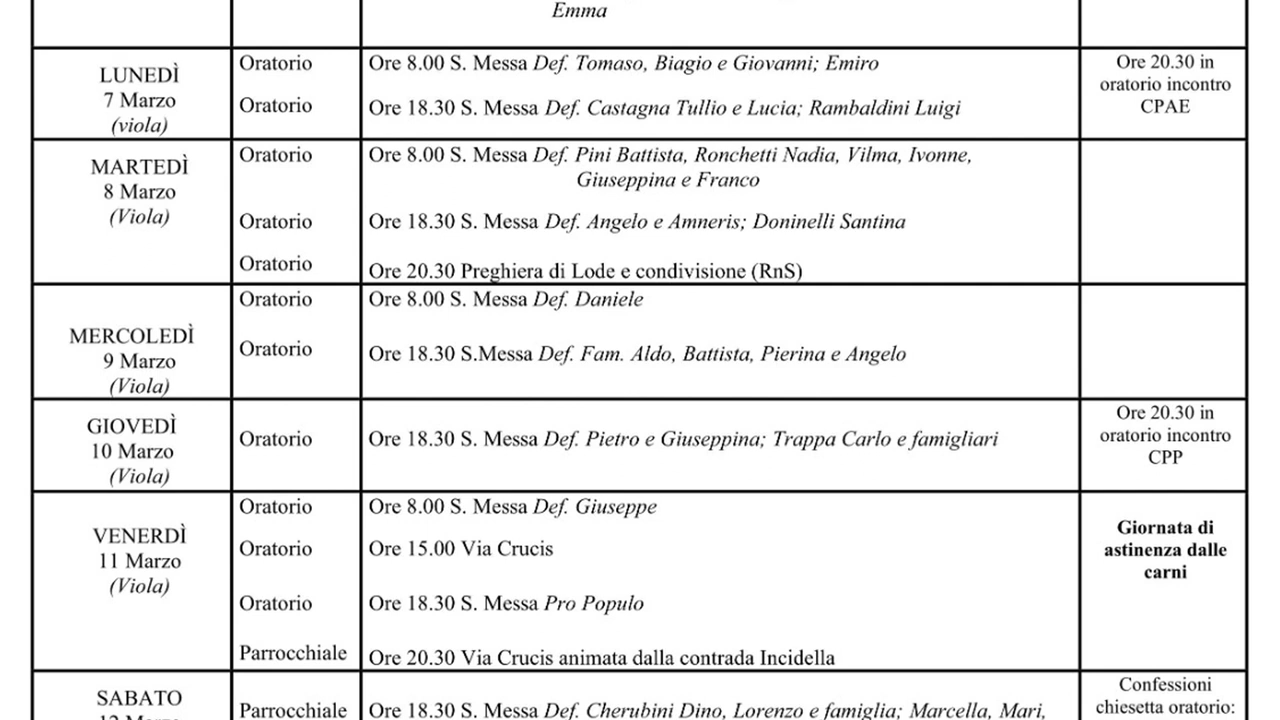 Emma
LUNEDÌ
7 Marzo
(viola)
Oratorio
Ore 8.00 S. Messa Def. Tomaso, Biagio e Giovanni; Emiro
Oratorio
Ore 18.30 S. Messa Def. Castagna Tullio e Lucia; Rambaldini Luigi
Ore 20.30 in
oratorio incontro
CPAE
MARTEDÌ
8 Marzo
(Viola)
Oratorio
Ore 8.00 S. Messa Def. Pini Battista, Ronchetti Nadia, Vilma, Ivonne,
Giuseppina e Franco
Oratorio
Ore 18.30 S. Messa Def. Angelo e Amneris; Doninelli Santina
Oratorio
Ore 20.30 Preghiera di Lode e condivisione (RnS)
MERCOLEDÌ
9 Marzo
(Viola)
Oratorio
Ore 8.00 S. Messa Def. Daniele
Oratorio
Ore 18.30 S.Messa Def. Fam. Aldo, Battista, Pierina e Angelo
GIOVEDÌ
10 Marzo
(Viola)
Oratorio
Ore 18.30 S. Messa Def. Pietro e Giuseppina; Trappa Carlo e famigliari
Ore 20.30 in
oratorio incontro
CPP
VENERDÌ
11 Marzo
(Viola)
Oratorio
Ore 8.00 S. Messa Def. Giuseppe
Oratorio
Ore 15.00 Via Crucis
Oratorio
Ore 18.30 S. Messa Pro Populo
Parrocchiale
Ore 20.30 Via Crucis animata dalla contrada Incidella
Giornata di
astinenza dalle
carni
SABATO
12 Marzo
Parrocchiale
Ore 18.30 S. Messa Def. Cherubini Dino, Lorenzo e famiglia; Marcella, Mari,
Confessioni
chiesetta oratorio: